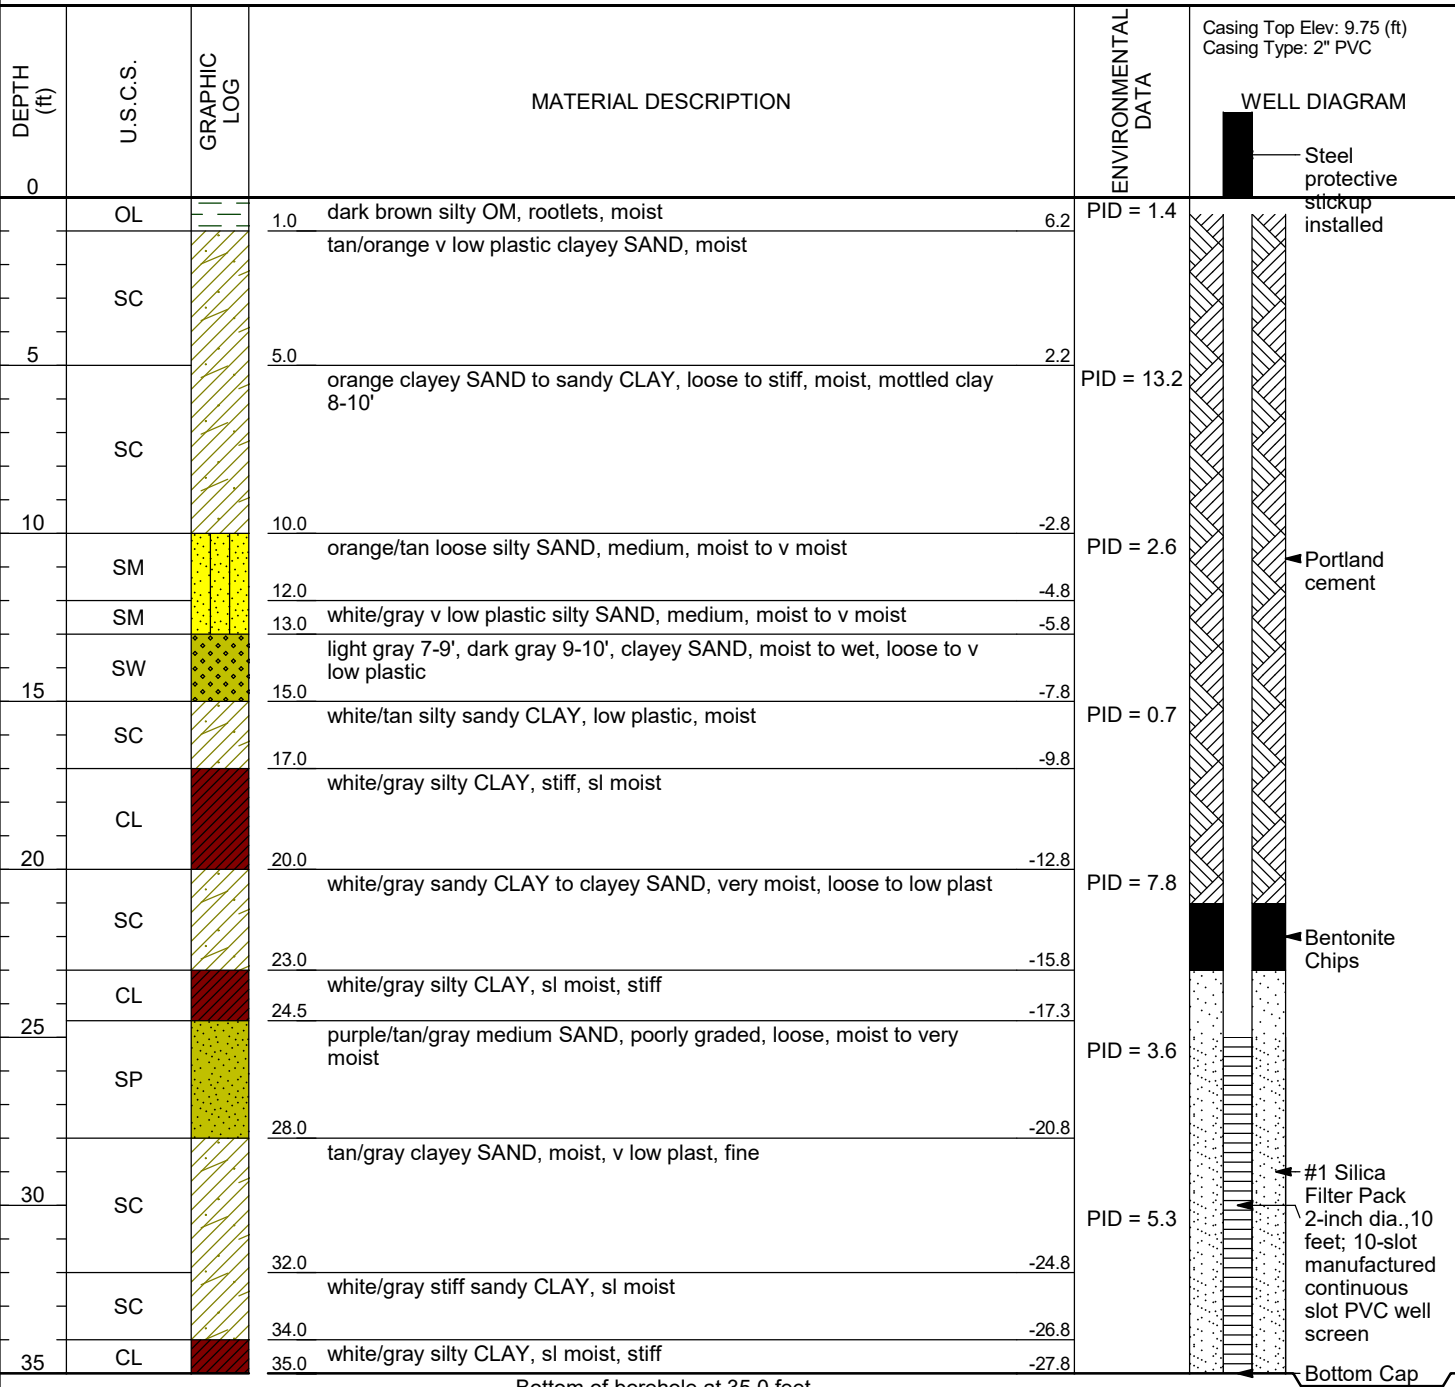 Casing Top Elev: 9.75 (ft)
Casing Type: 2" PVC
DEPTH
(ft)
U.S.C.S.
GRAPHIC
LOG
MATERIAL DESCRIPTION
ENVIRONMENTAL
DATA
WELL DIAGRAM
Steel
protective
stickup
installed
0
OL
1.0
dark brown silty OM, rootlets, moist
6.2
PID = 1.4
tan/orange v low plastic clayey SAND, moist
SC
5
5.0
2.2
orange clayey SAND to sandy CLAY, loose to stiff, moist, mottled clay
8-10'
PID = 13.2
SC
10
10.0
-2.8
orange/tan loose silty SAND, medium, moist to v moist
PID = 2.6
SM
Portland
cement
12.0
-4.8
SM
13.0
white/gray v low plastic silty SAND, medium, moist to v moist
-5.8
light gray 7-9', dark gray 9-10', clayey SAND, moist to wet, loose to v
low plastic
SW
15
15.0
-7.8
white/tan silty sandy CLAY, low plastic, moist
PID = 0.7
SC
17.0
-9.8
white/gray silty CLAY, stiff, sl moist
CL
20
20.0
-12.8
white/gray sandy CLAY to clayey SAND, very moist, loose to low plast
PID = 7.8
SC
Bentonite
Chips
23.0
-15.8
white/gray silty CLAY, sl moist, stiff
CL
24.5
-17.3
25
purple/tan/gray medium SAND, poorly graded, loose, moist to very
moist
PID = 3.6
SP
28.0
-20.8
tan/gray clayey SAND, moist, v low plast, fine
SC
30
PID = 5.3
#1 Silica
Filter Pack
2-inch dia.,10
feet; 10-slot
manufactured
continuous
slot PVC well
screen
32.0
-24.8
white/gray stiff sandy CLAY, sl moist
SC
34.0
-26.8
CL
35
35.0
white/gray silty CLAY, sl moist, stiff
-27.8
Bottom Cap
Bottom of borehole at 35.0 feet.